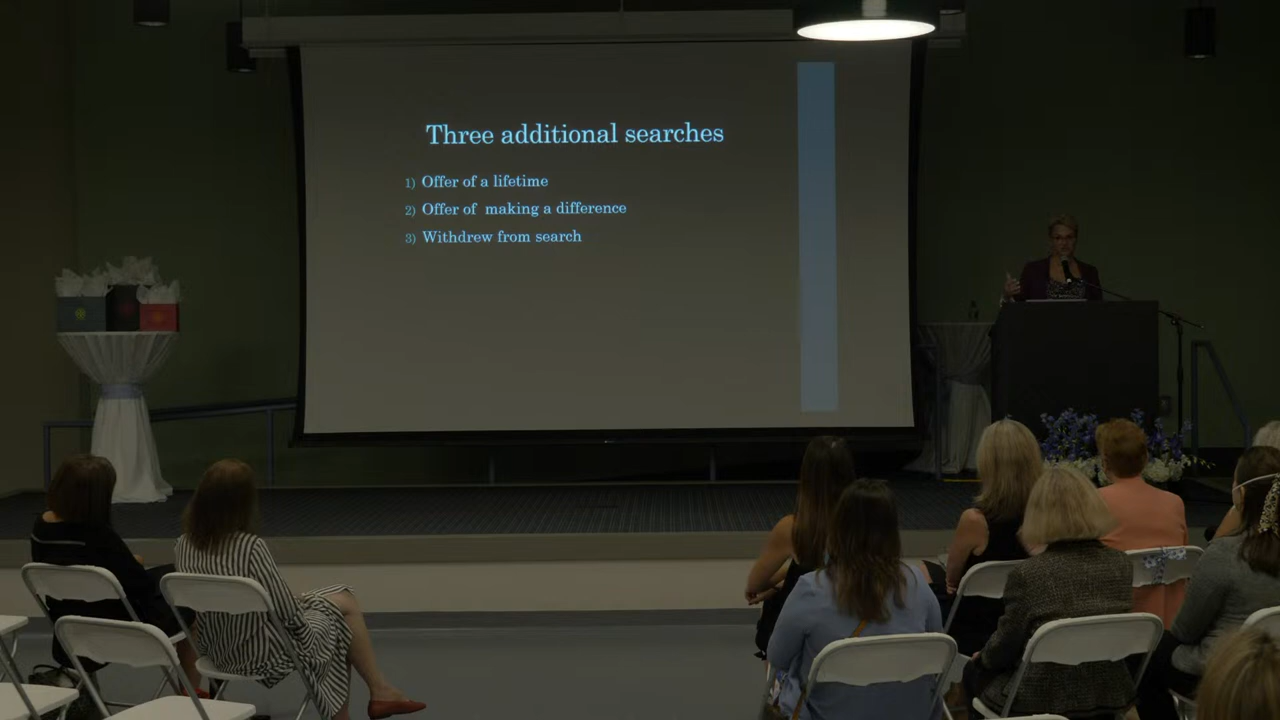 Three additional searches
1) Offer of a lifetime
2) Offer of making a difference
3) Withdrew from search